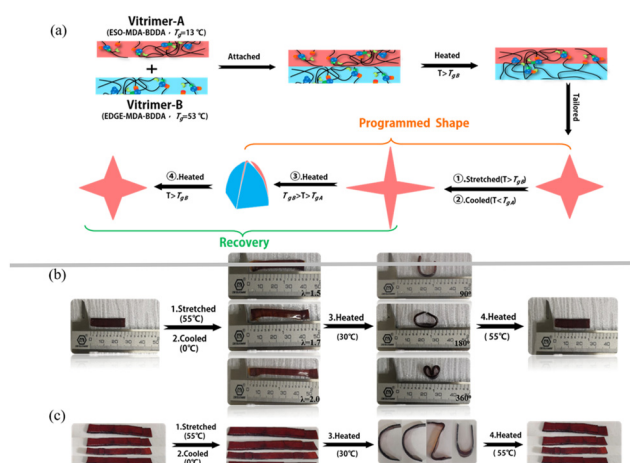 (a)
Vitrimer-A
(ESO-MDA-BDDA · Tg=13 ℃)
+
Vitrimer-B
(EDGE-MDA-BDDA · Tg=53 ℃)
Attached
Heated
T>TgB
Tailored
Programmed Shape
①.Stretched(T>TgB)
②.Cooled(T<TgA)
③.Heated
TgB>T>TgA
④.Heated
T>TgB
Recovery
(b)
1.Stretched
(55℃)
2.Cooled
(0℃)
λ=1.5
λ=1.7
λ=2.0
3.Heated
(30℃)
90°
180°
360°
4.Heated
(55℃)
(c)
1.Stretched
(55℃)
2.Cooled
(0℃)
3.Heated
(30℃)
4.Heated
(55℃)